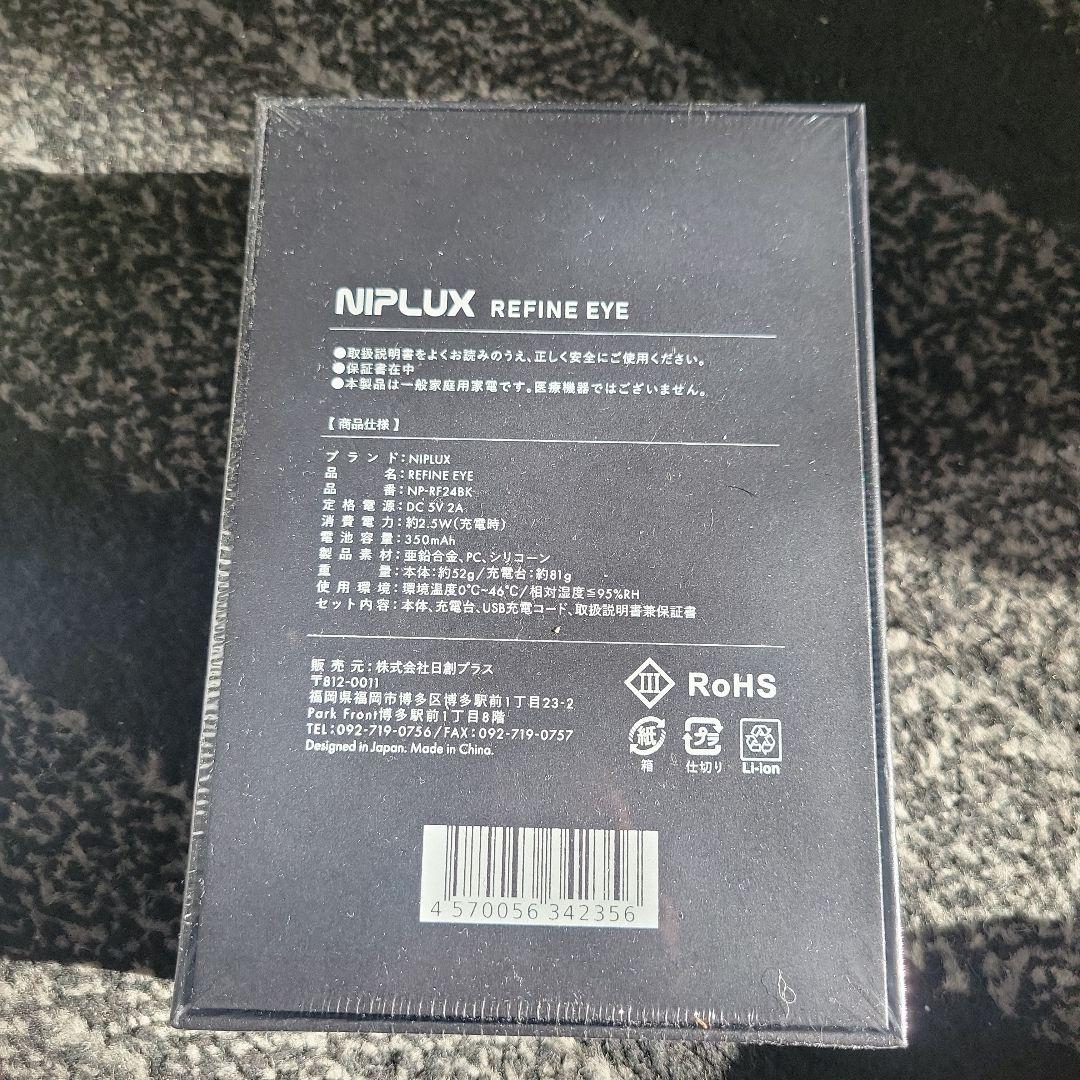 NIPLUX REFINE EYE
●取扱説明書をよくお読みのうえ、正しく安全にご使用ください。
●保証書在中
●本製品は一般家庭用家電です。医療機器ではございません。
【 商品仕様 】
ブランド：NIPLUX
品名：REFINE EYE
品番：NP-RF24BK
定格電源：DC 5V 2A
消費電力：約2.5W(充電時)
電池容量：350mAh
製品素材：亜鉛合金、PC、シリコーン
重量：本体：約52g/充電台：約81g
使用環境：環境温度0℃~46℃/相対湿度≦95%RH
セット内容：本体、充電台、USB充電コード、取扱説明書兼保証書
販売元：株式会社日創プラス
〒812-0011
福岡県福岡市博多区博多駅前1丁目23-2
Park Front博多駅前1丁目8階
TEL：092-719-0756/FAX：092-719-0757
Designed in Japan. Made in China.
III RoHS
紙 プラ
箱 仕切り Li-ion
4 570056 342356